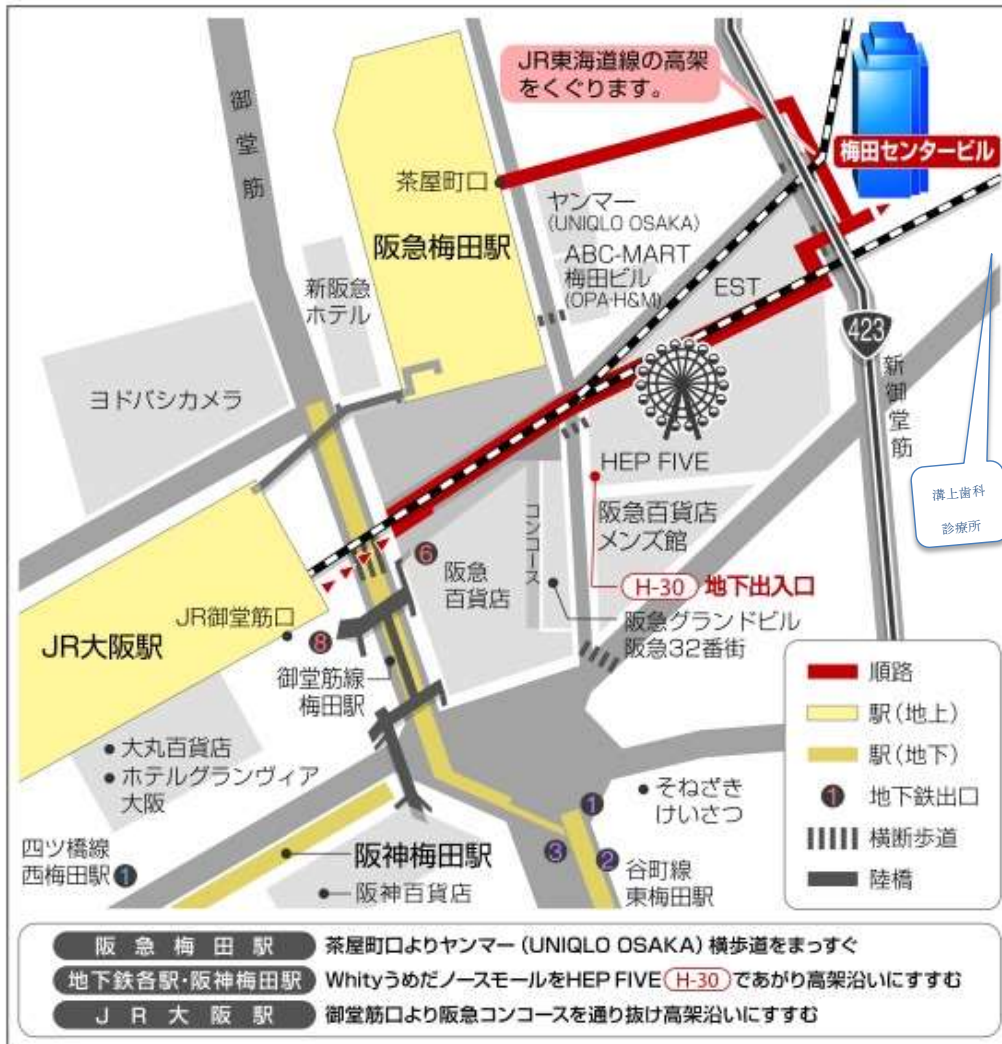 JR東海道線の高架
をくぐります。
梅田センタービル
御堂筋
茶屋町口
阪急梅田駅
ヤンマー
(UNIQLO OSAKA)
ABC-MART
梅田ビル
(OPA・H&M)
EST
新阪急
ホテル
423
新御堂筋
ヨドバシカメラ
HEP FIVE
溝上歯科
診療所
コンコース
阪急百貨店
メンズ館
6
阪急
百貨店
H-30 地下出入口
JR御堂筋口
8
阪急グランドビル
阪急32番街
JR大阪駅
御堂筋線
梅田駅
大丸百貨店
ホテルグランヴィア
大阪
順路
駅(地上)
駅(地下)
1 地下鉄出口
横断歩道
陸橋
1
そねざき
けいさつ
3
2
谷町線
東梅田駅
四ツ橋線
西梅田駅 1
阪神梅田駅
阪神百貨店
阪急梅田駅 茶屋町口よりヤンマー(UNIQLO OSAKA)横歩道をまっすぐ
地下鉄各駅・阪神梅田駅 WhityうめだノースモールをHEP FIVE H-30 であがり高架沿いにすすむ
JR大阪駅 御堂筋口より阪急コンコースを通り抜け高架沿いにすすむ